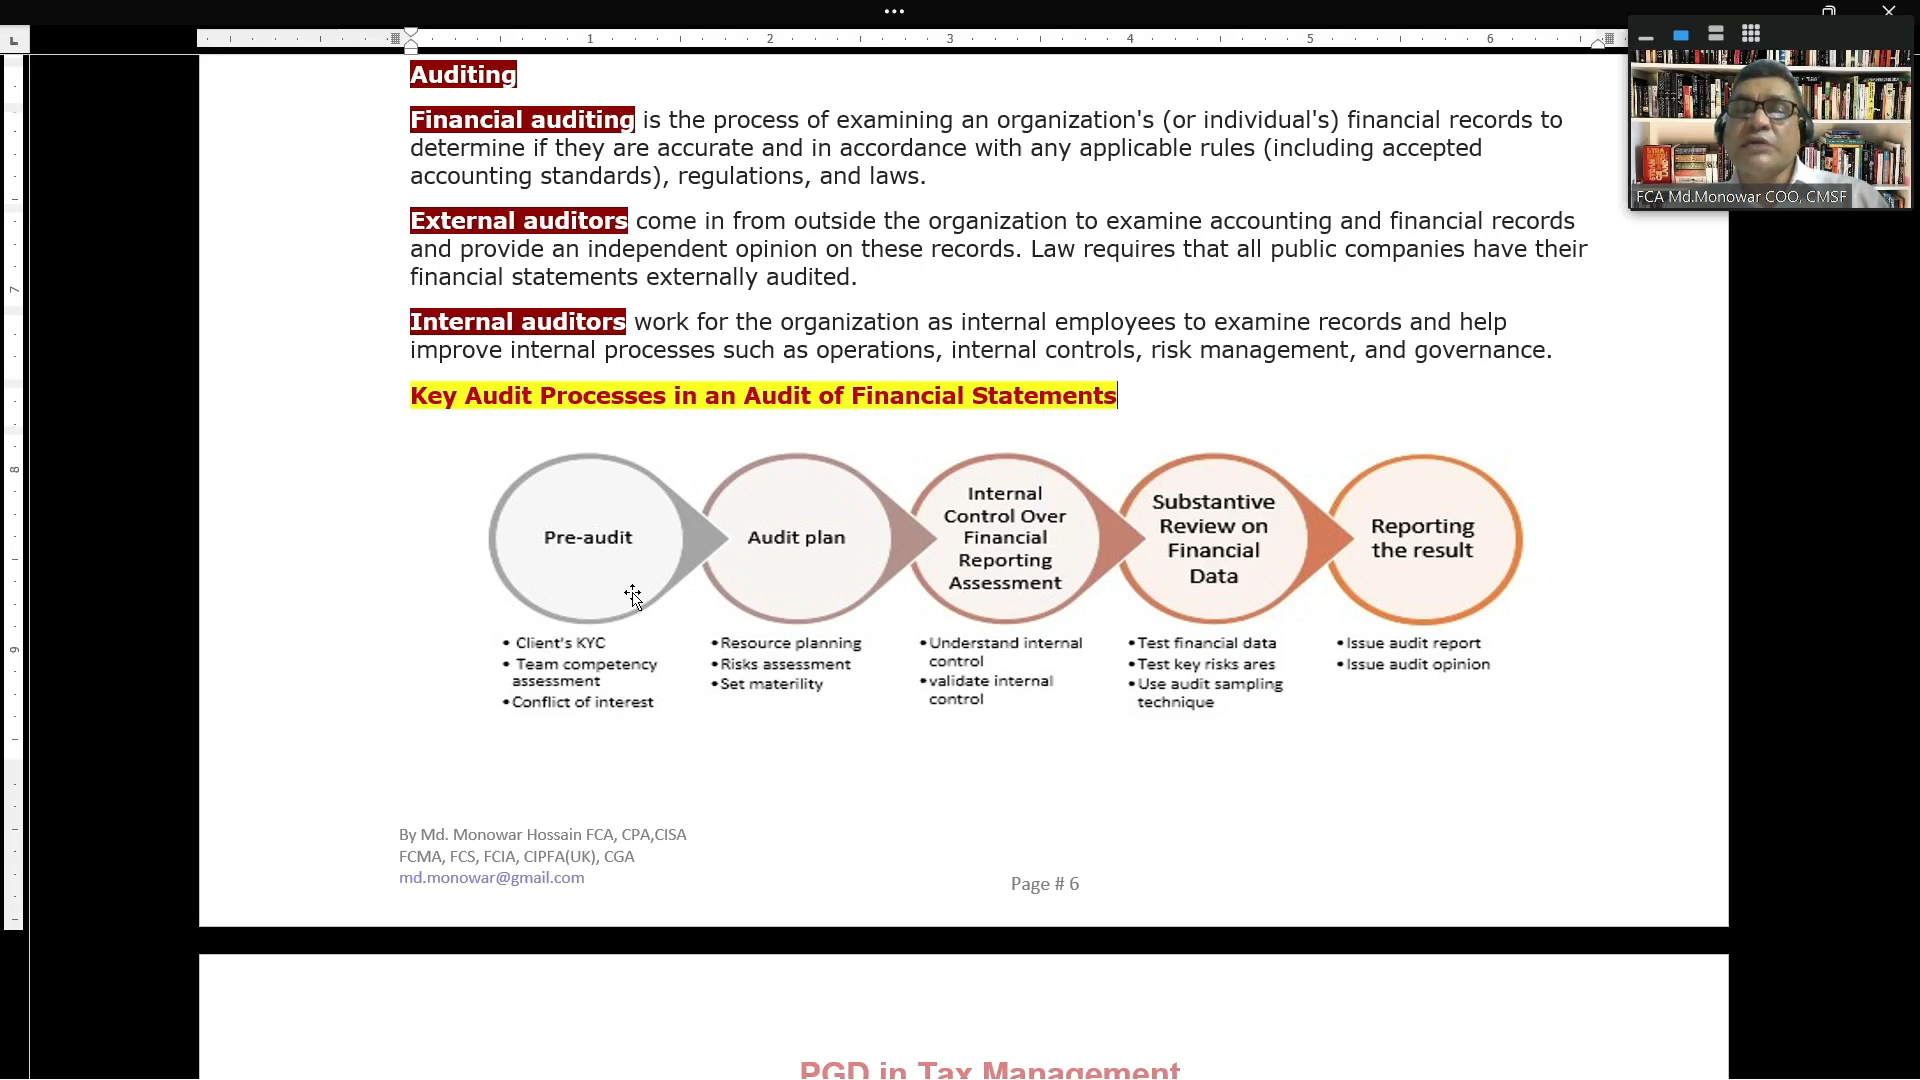 1 2 3 4 5 6
FCA Md.Monowar COO, CMSF
7
8
9
Auditing
Financial auditing is the process of examining an organization's (or individual's) financial records to
determine if they are accurate and in accordance with any applicable rules (including accepted
accounting standards), regulations, and laws.
External auditors come in from outside the organization to examine accounting and financial records
and provide an independent opinion on these records. Law requires that all public companies have their
financial statements externally audited.
Internal auditors work for the organization as internal employees to examine records and help
improve internal processes such as operations, internal controls, risk management, and governance.
Key Audit Processes in an Audit of Financial Statements
Pre-audit
• Client's KYC
• Team competency
assessment
• Conflict of interest
Audit plan
• Resource planning
• Risks assessment
• Set materility
Internal
Control Over
Financial
Reporting
Assessment
• Understand internal
control
• validate internal
control
Substantive
Review on
Financial
Data
• Test financial data
• Test key risks ares
• Use audit sampling
technique
Reporting
the result
• Issue audit report
• Issue audit opinion
By Md. Monowar Hossain FCA, CPA,CISA
FCMA, FCS, FCIA, CIPFA(UK), CGA
md.monowar@gmail.com
Page # 6
PGD in Tax Management